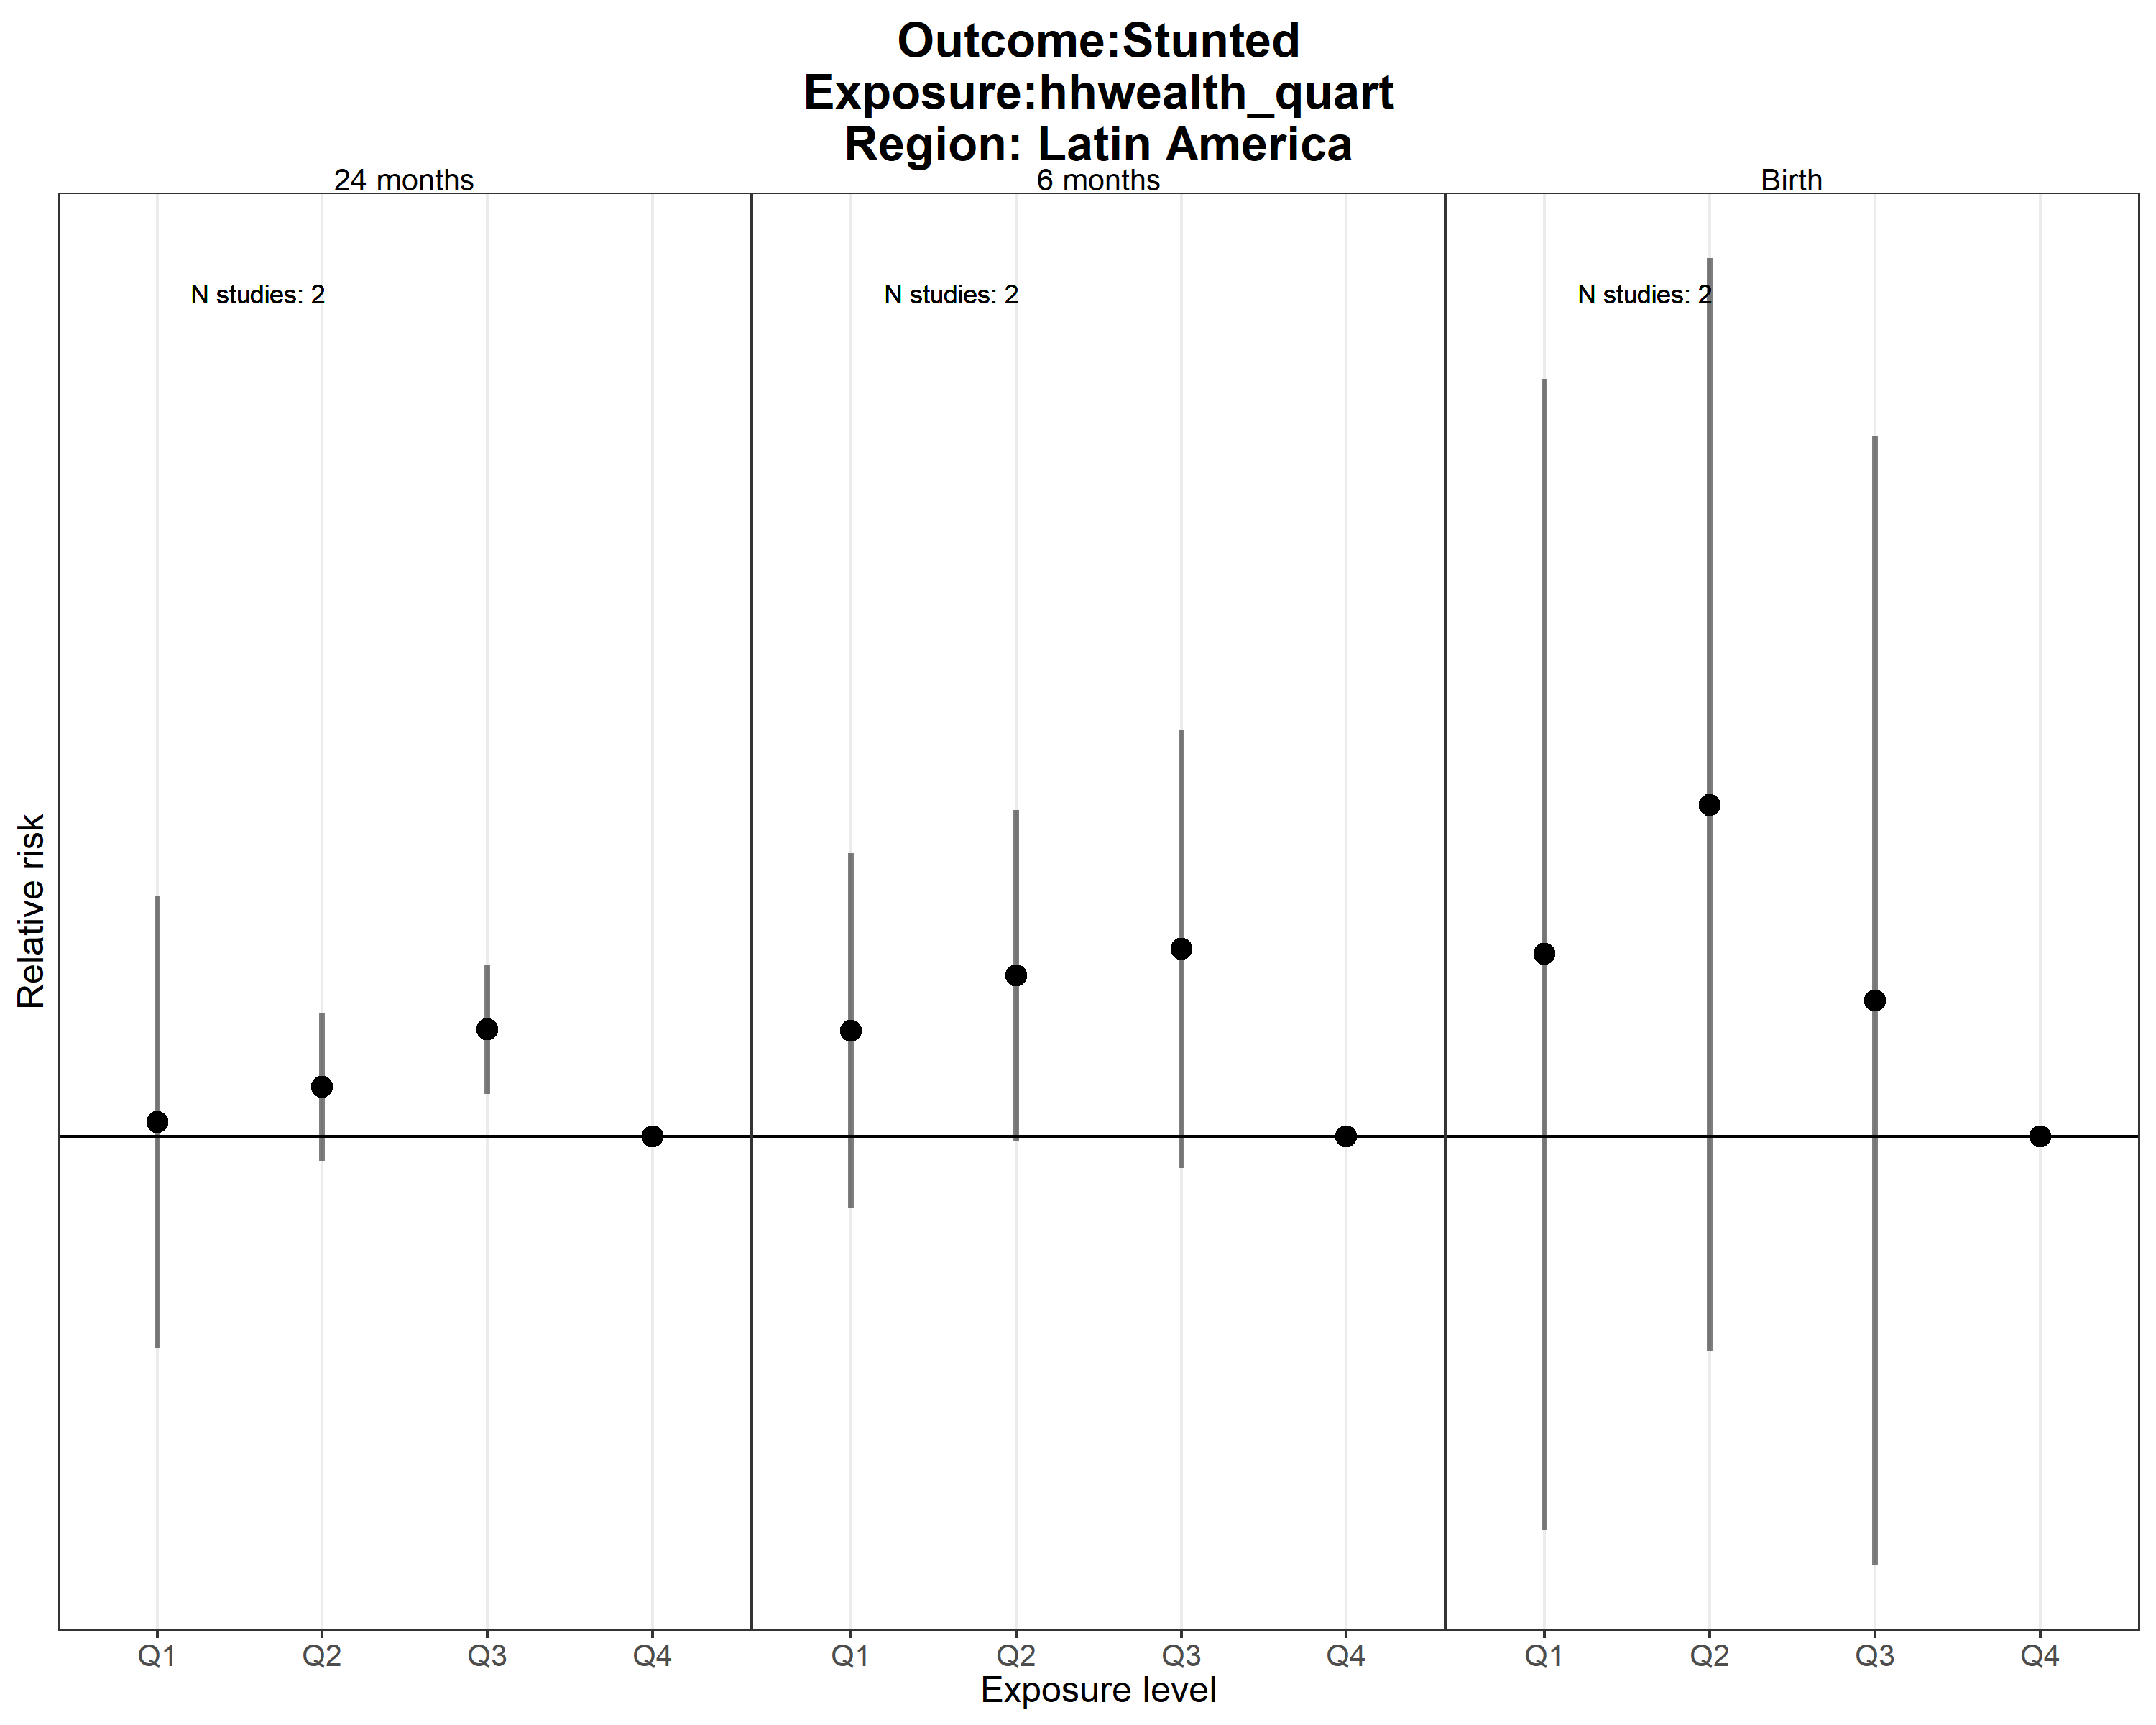 Outcome:Stunted
Exposure:hhwealth_quart
Region: Latin America
24 months
6 months
Birth
N studies: 2
N studies: 2
N studies: 2
Relative risk
Q1 Q2 Q3 Q4 Q1 Q2 Q3 Q4 Q1 Q2 Q3 Q4
Exposure level